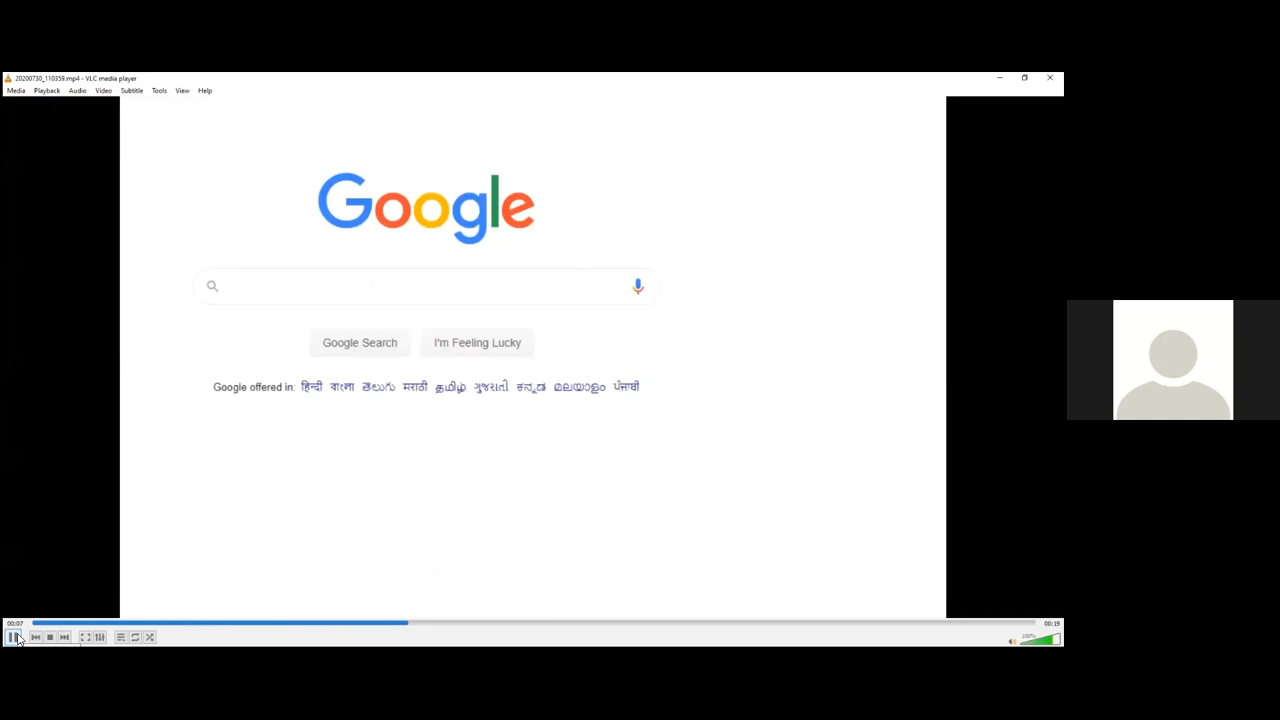 20200730_110359.mp4 - VLC media player
Media Playback Audio Video Subtitle Tools View Help
Google
Google Search I'm Feeling Lucky
Google offered in: हिन्दी বাংলা తెలుగు मराठी தமிழ் ગુજરાતી ಕನ್ನಡ മലയാളം ਪੰਜਾਬੀ
00:07 00:19
100%